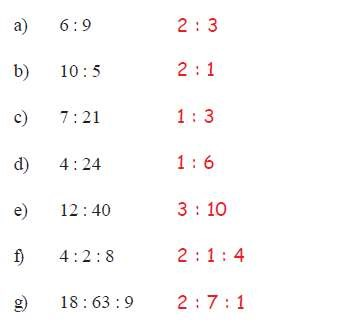 a) 6 : 9 2 : 3
b) 10 : 5 2 : 1
c) 7 : 21 1 : 3
d) 4 : 24 1 : 6
e) 12 : 40 3 : 10
f) 4 : 2 : 8 2 : 1 : 4
g) 18 : 63 : 9 2 : 7 : 1